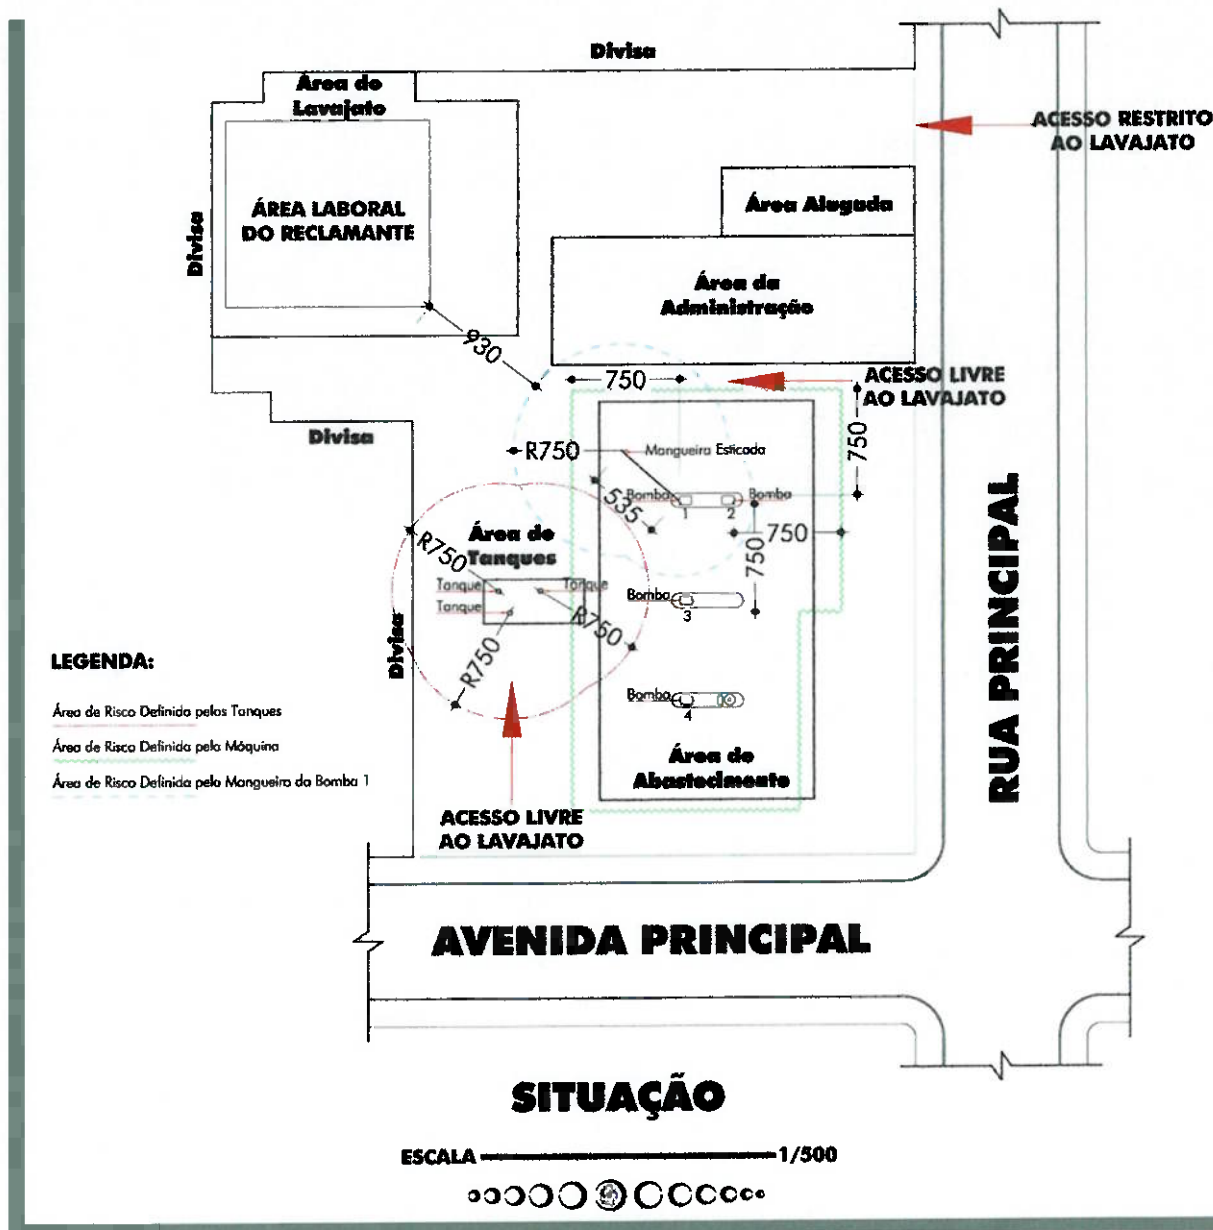 Divisa
Área do
Lavajato
ACESSO RESTRITO
AO LAVAJATO
ÁREA LABORAL
DO RECLAMANTE
Área Alugada
Divisa
Área da
Administração
930
750
ACESSO LIVRE
AO LAVAJATO
Divisa
R750
Mangueira Esticada
750
535
Bomba
1
2
Bomba
R750
Área de
Tanques
750
750
Tanque
Tanque
Tanque
Bomba
3
R750
R750
Divisa
RUA PRINCIPAL
LEGENDA:
Área de Risco Definida pelos Tanques
Área de Risco Definida pela Máquina
Área de Risco Definida pela Mangueira da Bomba 1
Bomba
4
Área de
Abastecimento
ACESSO LIVRE
AO LAVAJATO
AVENIDA PRINCIPAL
SITUAÇÃO
ESCALA 1/500